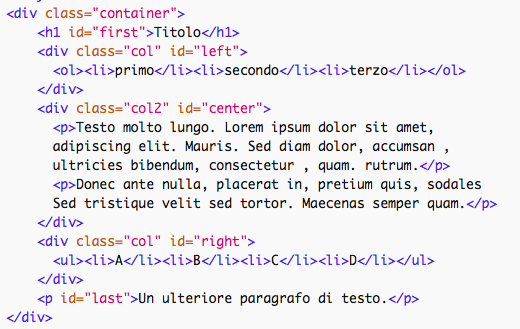 <div class="container">
<h1 id="first">Titolo</h1>
<div class="col" id="left">
<ol><li>primo</li><li>secondo</li><li>terzo</li></ol>
</div>
<div class="col2" id="center">
<p>Testo molto lungo. Lorem ipsum dolor sit amet,
adipiscing elit. Mauris. Sed diam dolor, accumsan ,
ultricies bibendum, consectetur , quam. rutrum.</p>
<p>Donec ante nulla, placerat in, pretium quis, sodales
Sed tristique velit sed tortor. Maecenas semper quam.</p>
</div>
<div class="col" id="right">
<ul><li>A</li><li>B</li><li>C</li><li>D</li></ul>
</div>
<p id="last">Un ulteriore paragrafo di testo.</p>
</div>